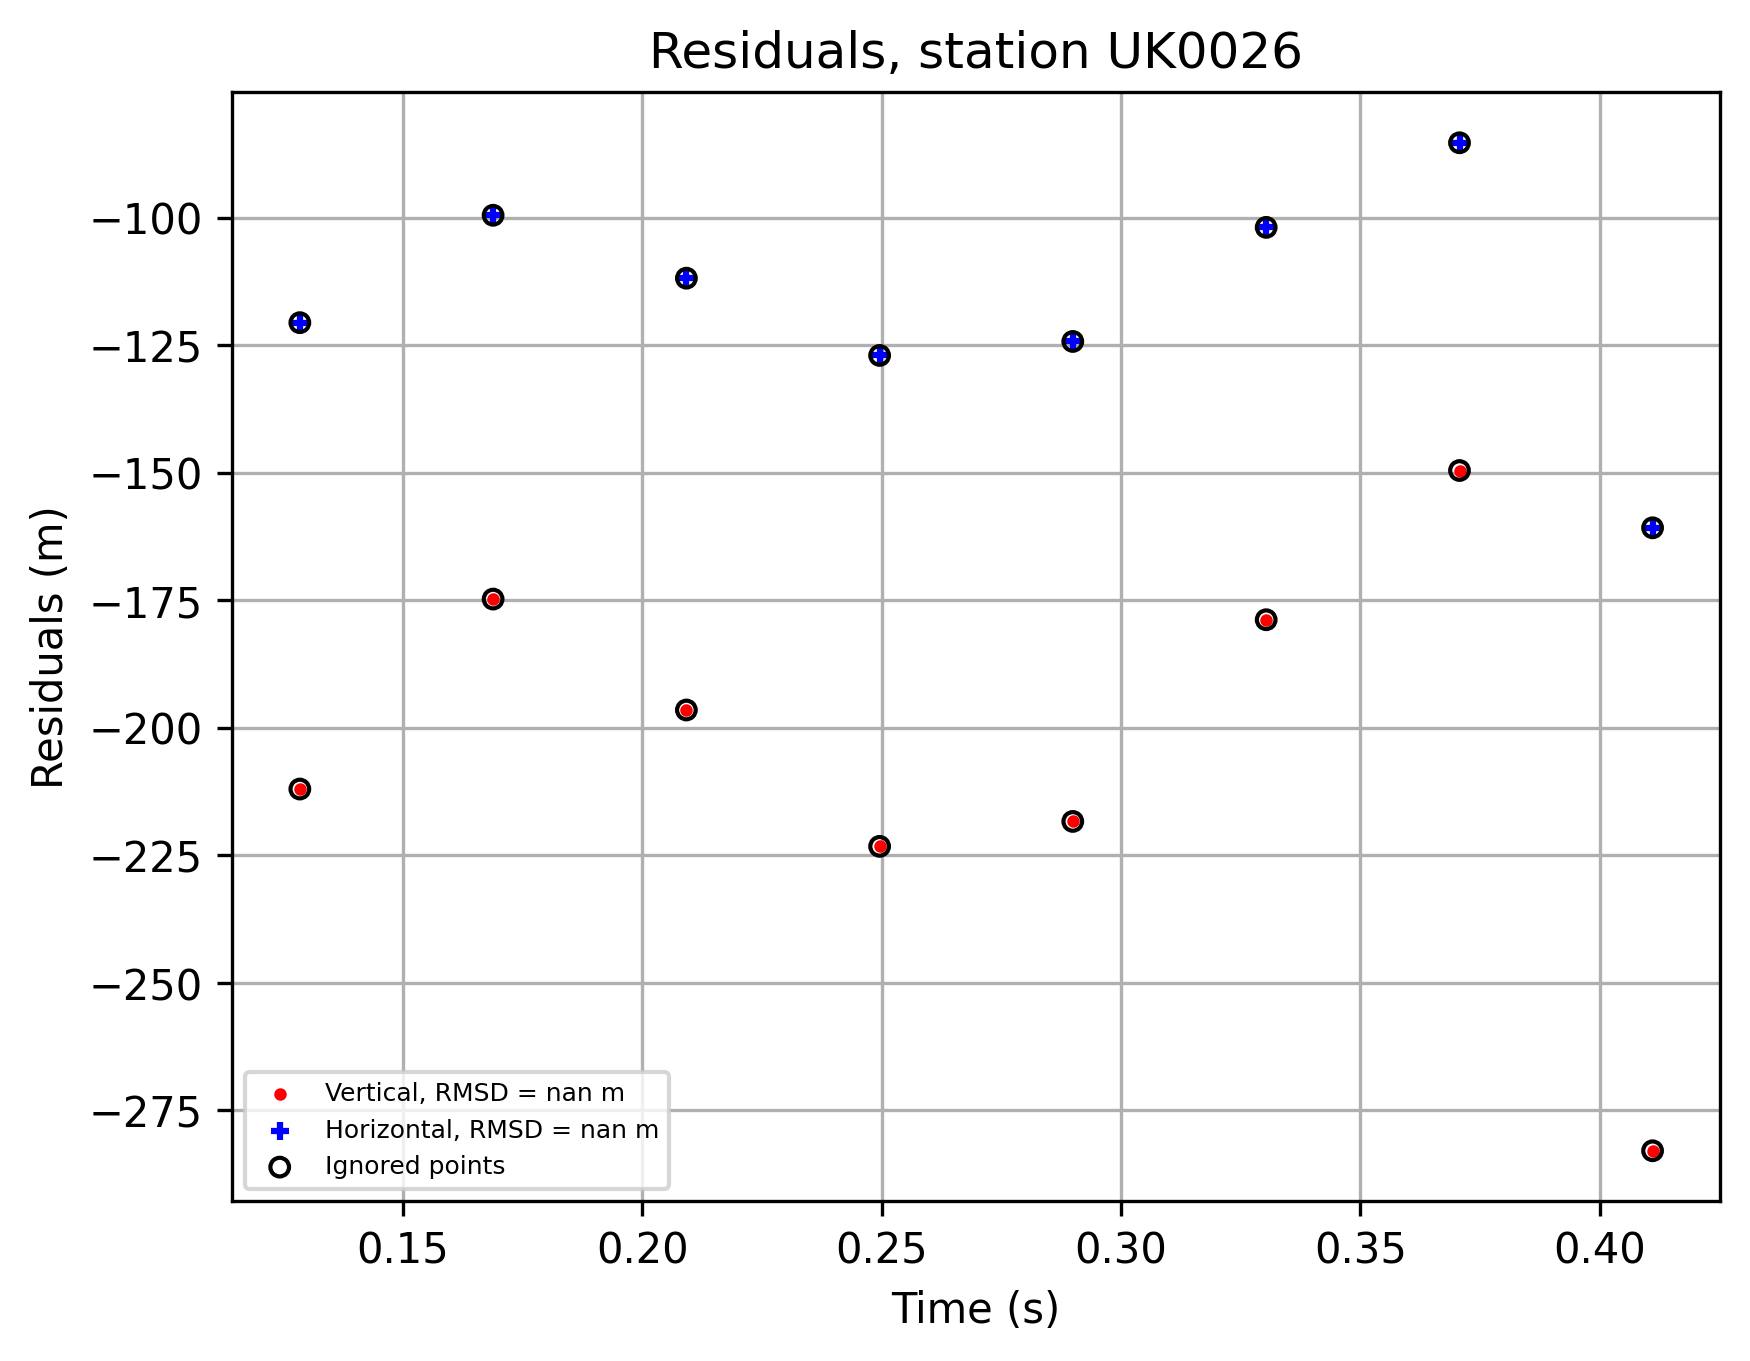 Residuals, station UK0026
Residuals (m)
−100
−125
−150
−175
−200
−225
−250
−275
Vertical, RMSD = nan m
Horizontal, RMSD = nan m
Ignored points
0.15 0.20 0.25 0.30 0.35 0.40
Time (s)